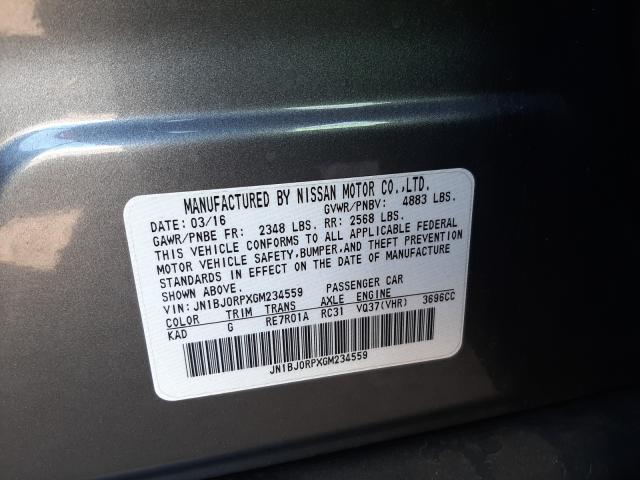 MANUFACTURED BY NISSAN MOTOR CO.,LTD.
DATE: 03/16 GVWR/PNBV: 4883 LBS.
GAWR/PNBE FR: 2348 LBS. RR: 2568 LBS.
THIS VEHICLE CONFORMS TO ALL APPLICABLE FEDERAL
MOTOR VEHICLE SAFETY,BUMPER,AND THEFT PREVENTION
STANDARDS IN EFFECT ON THE DATE OF MANUFACTURE
SHOWN ABOVE.
VIN:JN1BJ0RPXGM234559 PASSENGER CAR
COLOR TRIM TRANS AXLE ENGINE
KAD G RE7R01A RC31 VQ37(VHR) 3696CC
JN1BJ0RPXGM234559